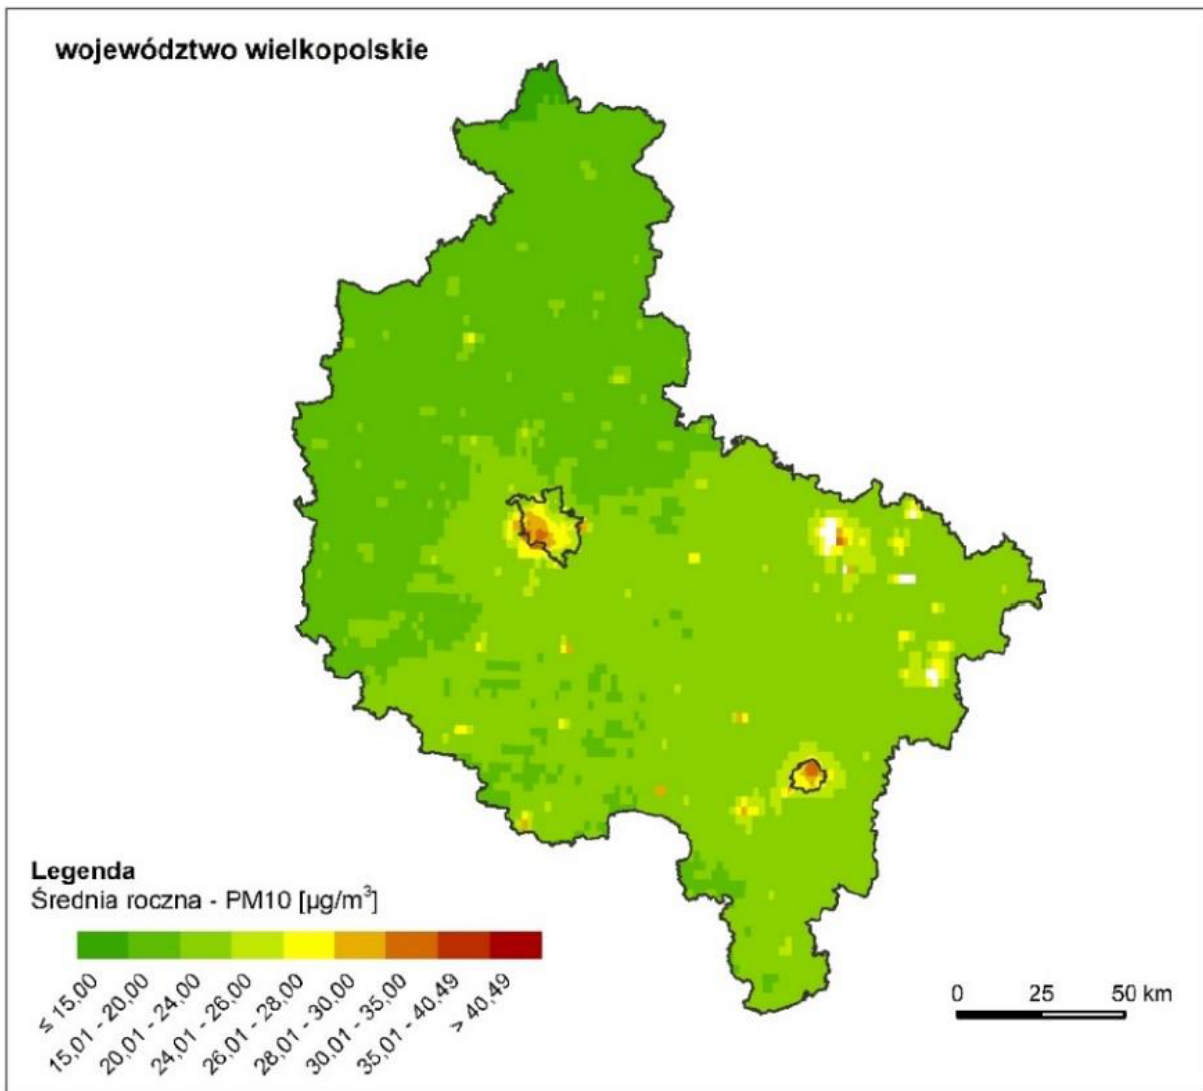 województwo wielkopolskie
Legenda
Średnia roczna - PM10 [µg/m³]
≤ 15,00
15,01 - 20,00
20,01 - 24,00
24,01 - 26,00
26,01 - 28,00
28,01 - 30,00
30,01 - 35,00
35,01 - 40.49
> 40.49
0 25 50 km